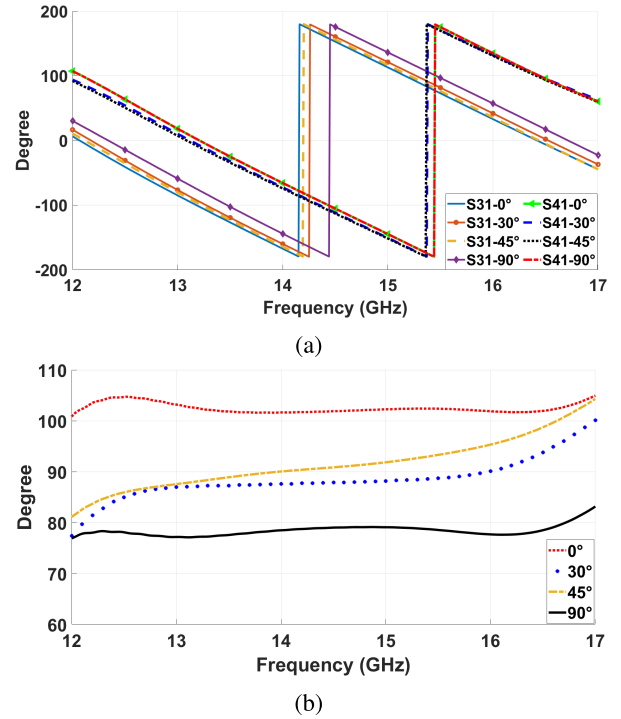 200
100
0
-100
-200
Degree
12 13 14 15 16 17
Frequency (GHz)
S31-0° S41-0°
S31-30° S41-30°
S31-45° S41-45°
S31-90° S41-90°
(a)
110
100
90
80
70
60
Degree
12 13 14 15 16 17
Frequency (GHz)
0°
30°
45°
90°
(b)